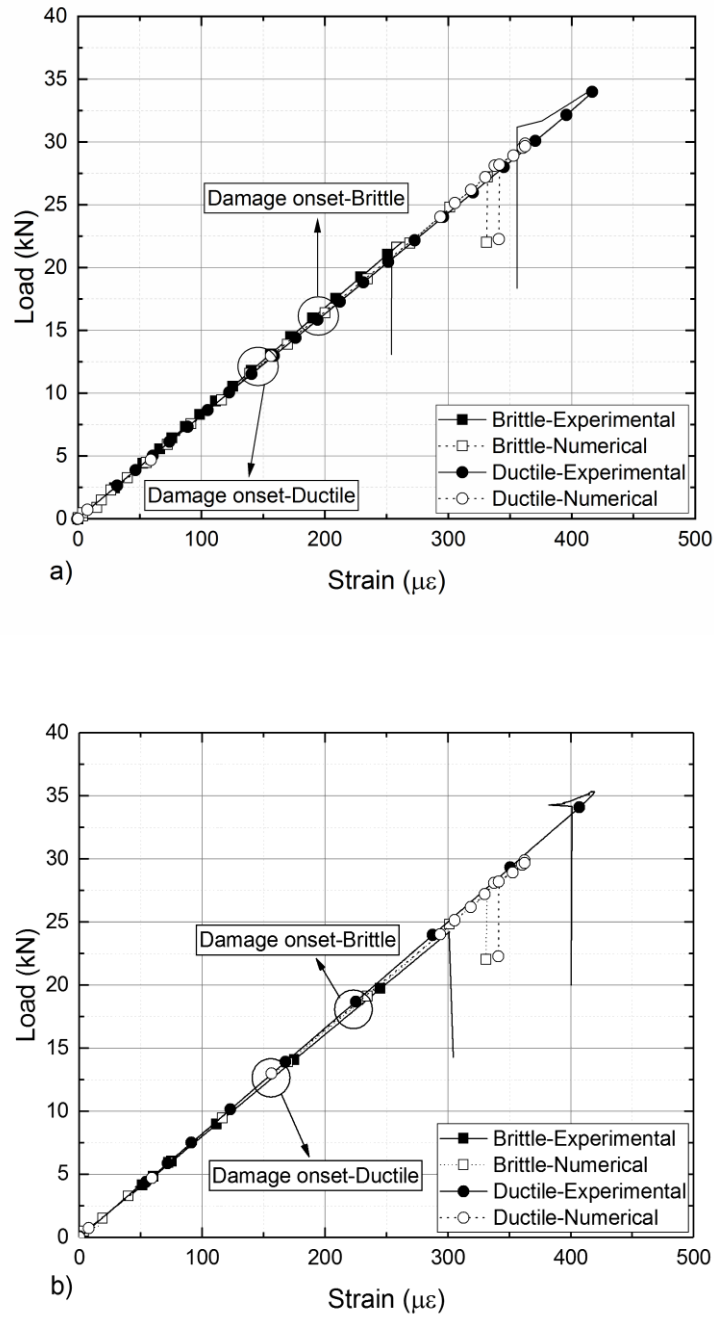 40
35
30
25
20
15
10
5
0
Load (kN)
Damage onset-Brittle
Damage onset-Ductile
Brittle-Experimental
Brittle-Numerical
Ductile-Experimental
Ductile-Numerical
0 100 200 300 400 500
a)
Strain (με)
40
35
30
25
20
15
10
5
0
Load (kN)
Damage onset-Brittle
Damage onset-Ductile
Brittle-Experimental
Brittle-Numerical
Ductile-Experimental
Ductile-Numerical
0 100 200 300 400 500
b)
Strain (με)